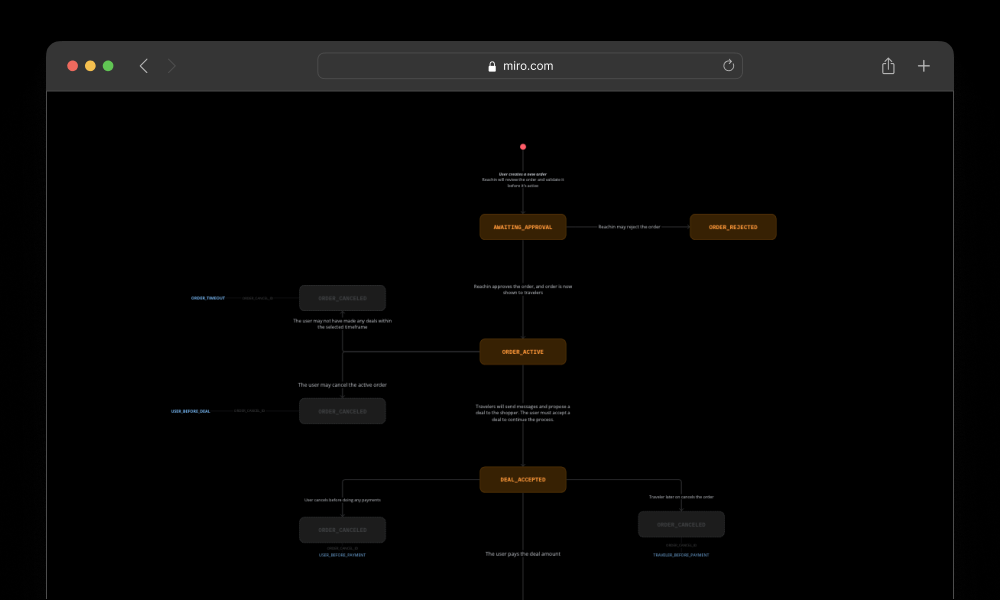 miro.com
User creates a new order
Reachin will review the order, and validate it
before it's active.
AWAITING_APPROVAL
Reachin may reject the order
ORDER_REJECTED
Reachin approves the order, and order is now
shown to travelers
ORDER_TIMEOUT
ORDER_CANCEL_BY
ORDER_CANCELED
The user may not have made any deals within
the selected timeframe
ORDER_ACTIVE
The user may cancel the active order
USER_BEFORE_DEAL
ORDER_CANCELED
Travelers will send messages and propose a
deal to the shopper. The user must accept a
deal to continue the process.
DEAL_ACCEPTED
User cancels before doing any payments
Traveler later on cancels the order
ORDER_CANCELED
ORDER_CANCELED
USER_BEFORE_PAYMENT
TRAVELER_BEFORE_PAYMENT
The user pays the deal amount